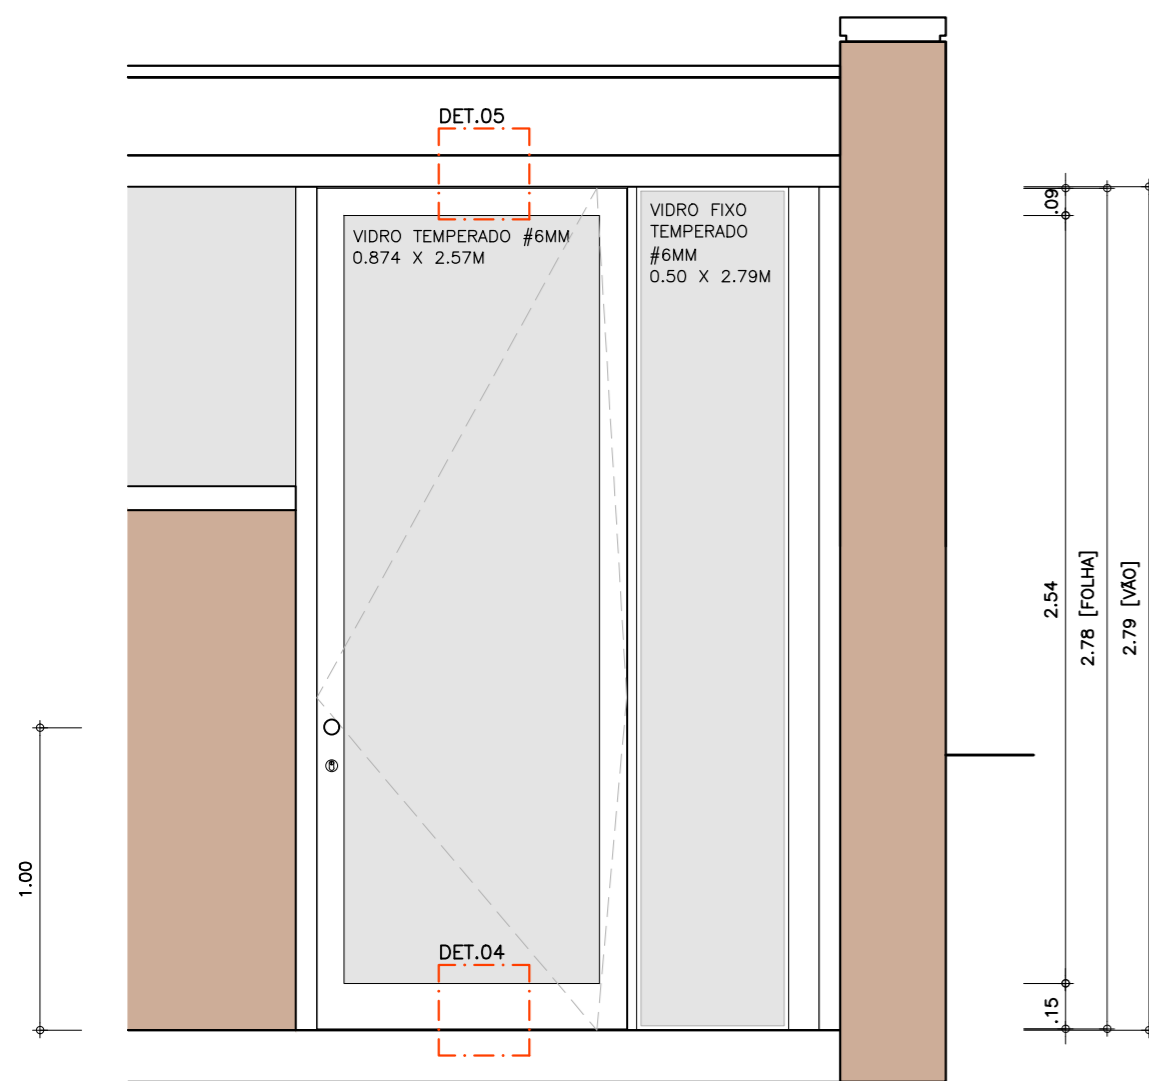 DET.05
.09
VIDRO TEMPERADO #6MM
0.874 X 2.57M
VIDRO FIXO
TEMPERADO
#6MM
0.50 X 2.79M
2.54
2.78 [FOLHA]
2.79 [VÃO]
1.00
DET.04
.15